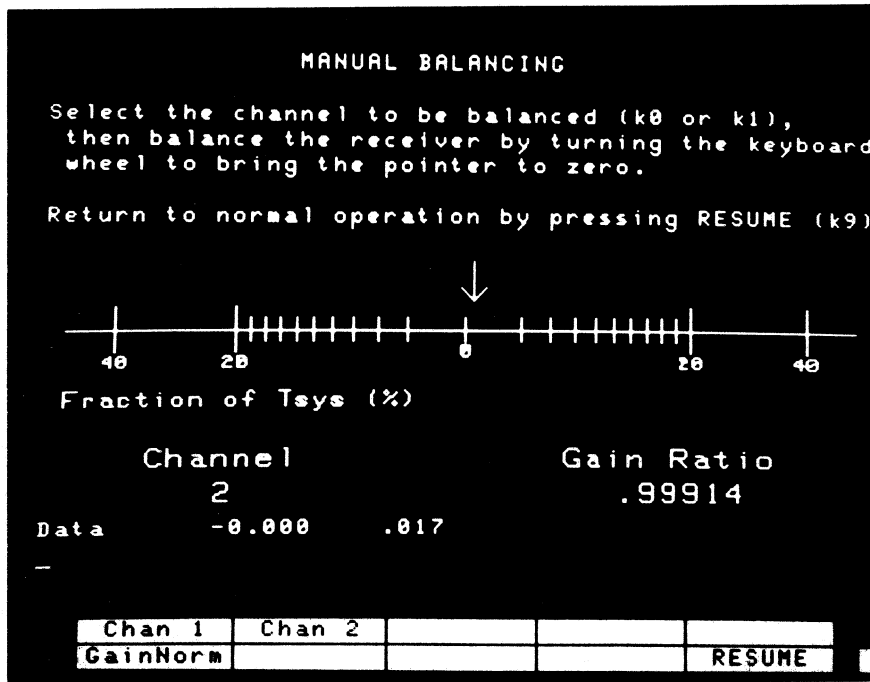 MANUAL BALANCING
Select the channel to be balanced (k0 or k1),
then balance the receiver by turning the keyboard
wheel to bring the pointer to zero.
Return to normal operation by pressing RESUME (k9)
40 20 0 20 40
Fraction of Tsys (%)
Channel Gain Ratio
2 .99914
Data -0.000 .017
Chan 1 Chan 2
GainNorm RESUME